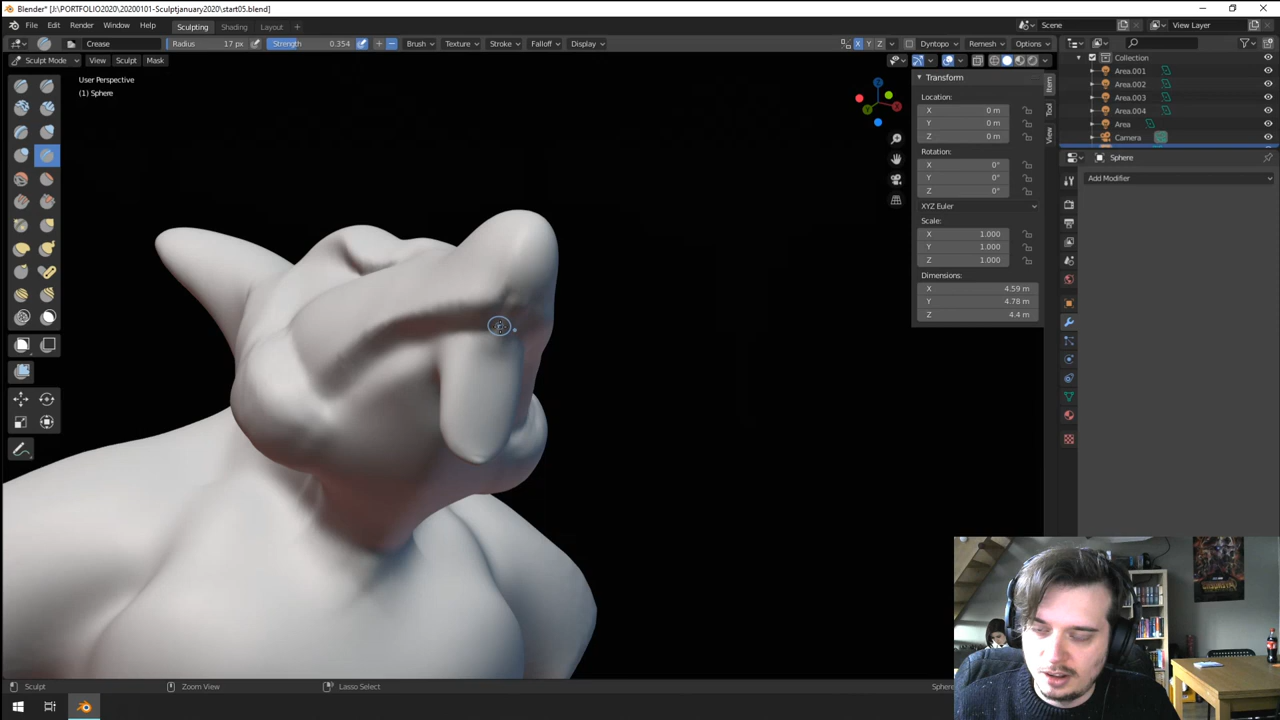 Blender* [J:\PORTFOLIO2020\20200101-Sculptjanuary2020\start05.blend]
File Edit Render Window Help Sculpting Shading Layout Scene View Layer
Crease Radius 17 px Strength 0.354 + − Brush Texture Stroke Falloff Display X Y Z Dyntopo Remesh Options
Sculpt Mode View Sculpt Mask
User Perspective
(1) Sphere
Transform
Location:
X 0 m
Y 0 m
Z 0 m
Rotation:
X 0°
Y 0°
Z 0°
XYZ Euler
Scale:
X 1.000
Y 1.000
Z 1.000
Dimensions:
X 4.59 m
Y 4.78 m
Z 4.4 m
Item
Tool
View
Collection
Area.001
Area.002
Area.003
Area.004
Area
Camera
Sphere
Add Modifier
Sculpt Zoom View Lasso Select Sphere